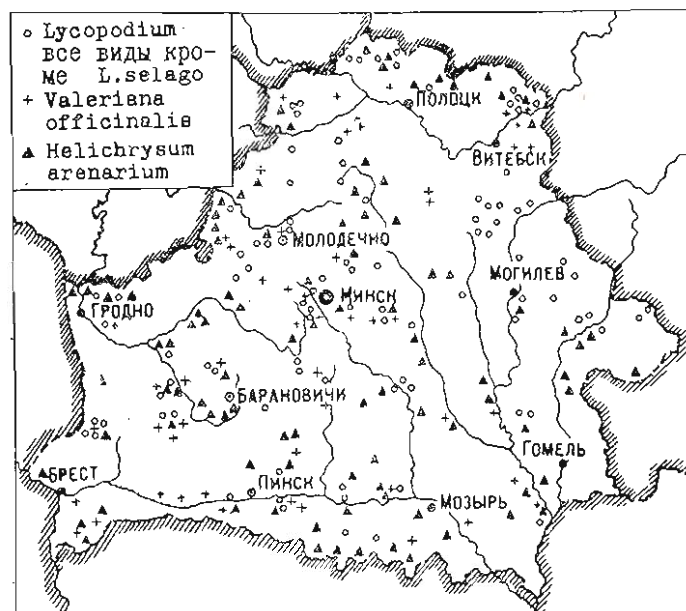 Lycopodium
все виды кро-
ме L.selago
Valeriana
officinalis
Helichrysum
arenarium
ПОЛОЦК
ВИТЕБСК
МОЛОДЕЧНО
МИНСК
МОГИЛЕВ
ГРОДНО
БАРАНОВИЧИ
ГОМЕЛЬ
БРЕСТ
ПИНСК
МОЗЫРЬ